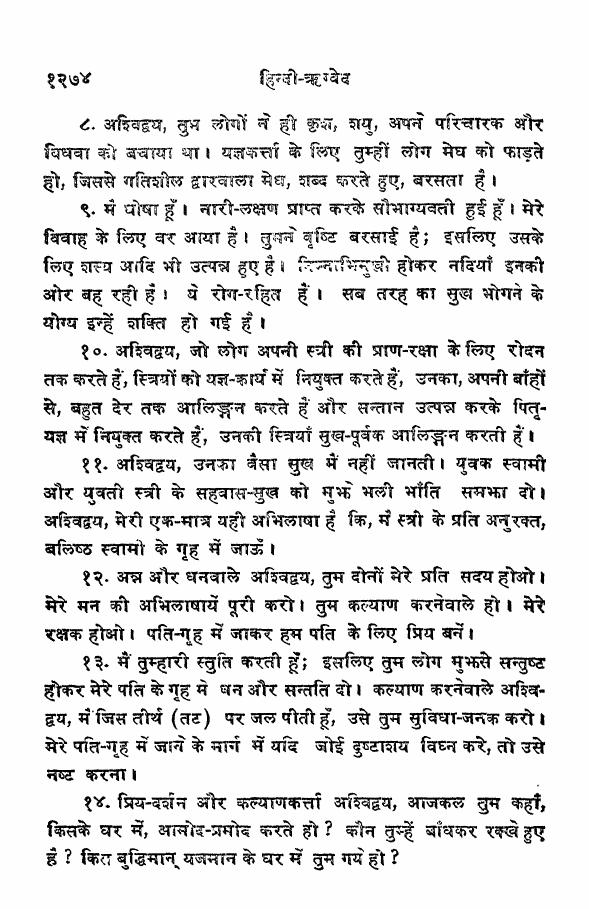 १२७४ हिन्दी-ऋग्वेद
८. अश्विद्वय, तुम लोगों ने ही कृश, शयु, अपने परिचारक और
विधवा को बचाया था। यज्ञकर्त्ता के लिए तुम्हीं लोग मेघ को फाड़ते
हो, जिससे गतिशील द्वारवाला मेघ, शब्द करते हुए, बरसता है।
९. मैं घोषा हूँ। नारी-लक्षण प्राप्त करके सौभाग्यवती हुई हूँ। मेरे
विवाह के लिए वर आया है। तुमने वृष्टि बरसाई है; इसलिए उसके
लिए शस्य आदि भी उत्पन्न हुए है। निम्नाभिमुखी होकर नदियाँ इनकी
ओर बह रही हैं। ये रोग-रहित हैं। सब तरह का सुख भोगने के
योग्य इन्हें शक्ति हो गई है।
१०. अश्विद्वय, जो लोग अपनी स्त्री की प्राण-रक्षा के लिए रोदन
तक करते हैं, स्त्रियों को यज्ञ-कार्य में नियुक्त करते हैं, उनका, अपनी बाँहों
से, बहुत देर तक आलिङ्गन करते हैं और सन्तान उत्पन्न करके पितृ-
यज्ञ में नियुक्त करते हैं, उनकी स्त्रियाँ सुख-पूर्वक आलिङ्गन करती हैं।
११. अश्विद्वय, उनका वैसा सुख मैं नहीं जानती। युवक स्वामी
और युवती स्त्री के सहवास-सुख को मुझे भली भाँति समझा दो।
अश्विद्वय, मेरी एक-मात्र यही अभिलाषा है कि, मैं स्त्री के प्रति अनुरक्त,
बलिष्ठ स्वामी के गृह में जाऊँ।
१२. अन्न और धनवाले अश्विद्वय, तुम दोनों मेरे प्रति सदय होओ।
मेरे मन की अभिलाषायें पूरी करो। तुम कल्याण करनेवाले हो। मेरे
रक्षक होओ। पति-गृह में जाकर हम पति के लिए प्रिय बनें।
१३. मैं तुम्हारी स्तुति करती हूँ; इसलिए तुम लोग मुझसे सन्तुष्ट
होकर मेरे पति के गृह में धन और सन्तति दो। कल्याण करनेवाले अश्वि-
द्वय, मैं जिस तीर्थ (तट) पर जल पीती हूँ, उसे तुम सुविधा-जनक करो।
मेरे पति-गृह में जाने के मार्ग में यदि कोई दुष्टाशय विघ्न करे, तो उसे
नष्ट करना।
१४. प्रिय-दर्शन और कल्याणकर्त्ता अश्विद्वय, आजकल तुम कहाँ,
किसके घर में, आमोद-प्रमोद करते हो? कौन तुम्हें बाँधकर रक्खे हुए
है? किस बुद्धिमान् यजमान के घर में तुम गये हो?